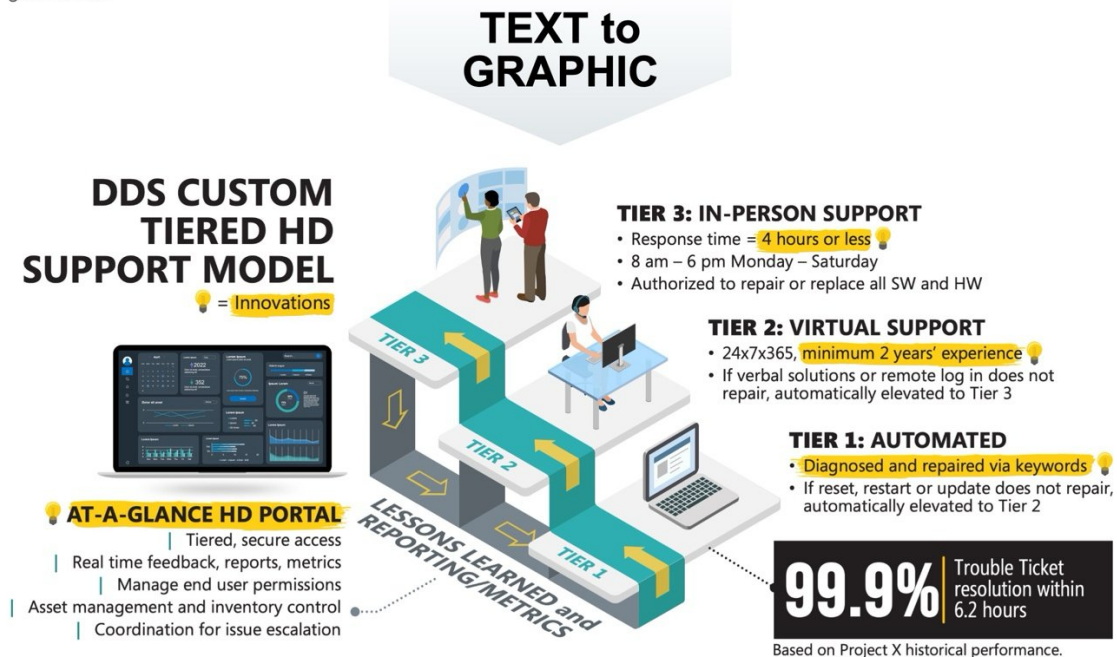 TEXT to
GRAPHIC
DDS CUSTOM
TIERED HD
SUPPORT MODEL
= Innovations
AT-A-GLANCE HD PORTAL
Tiered, secure access
Real time feedback, reports, metrics
Manage end user permissions
Asset management and inventory control
Coordination for issue escalation
TIER 3
TIER 2
TIER 1
LESSONS LEARNED and
REPORTING/METRICS
TIER 3: IN-PERSON SUPPORT
• Response time = 4 hours or less
• 8 am – 6 pm Monday – Saturday
• Authorized to repair or replace all SW and HW
TIER 2: VIRTUAL SUPPORT
• 24x7x365, minimum 2 years’ experience
• If verbal solutions or remote log in does not
repair, automatically elevated to Tier 3
TIER 1: AUTOMATED
• Diagnosed and repaired via keywords
• If reset, restart or update does not repair,
automatically elevated to Tier 2
99.9%
Trouble Ticket
resolution within
6.2 hours
Based on Project X historical performance.